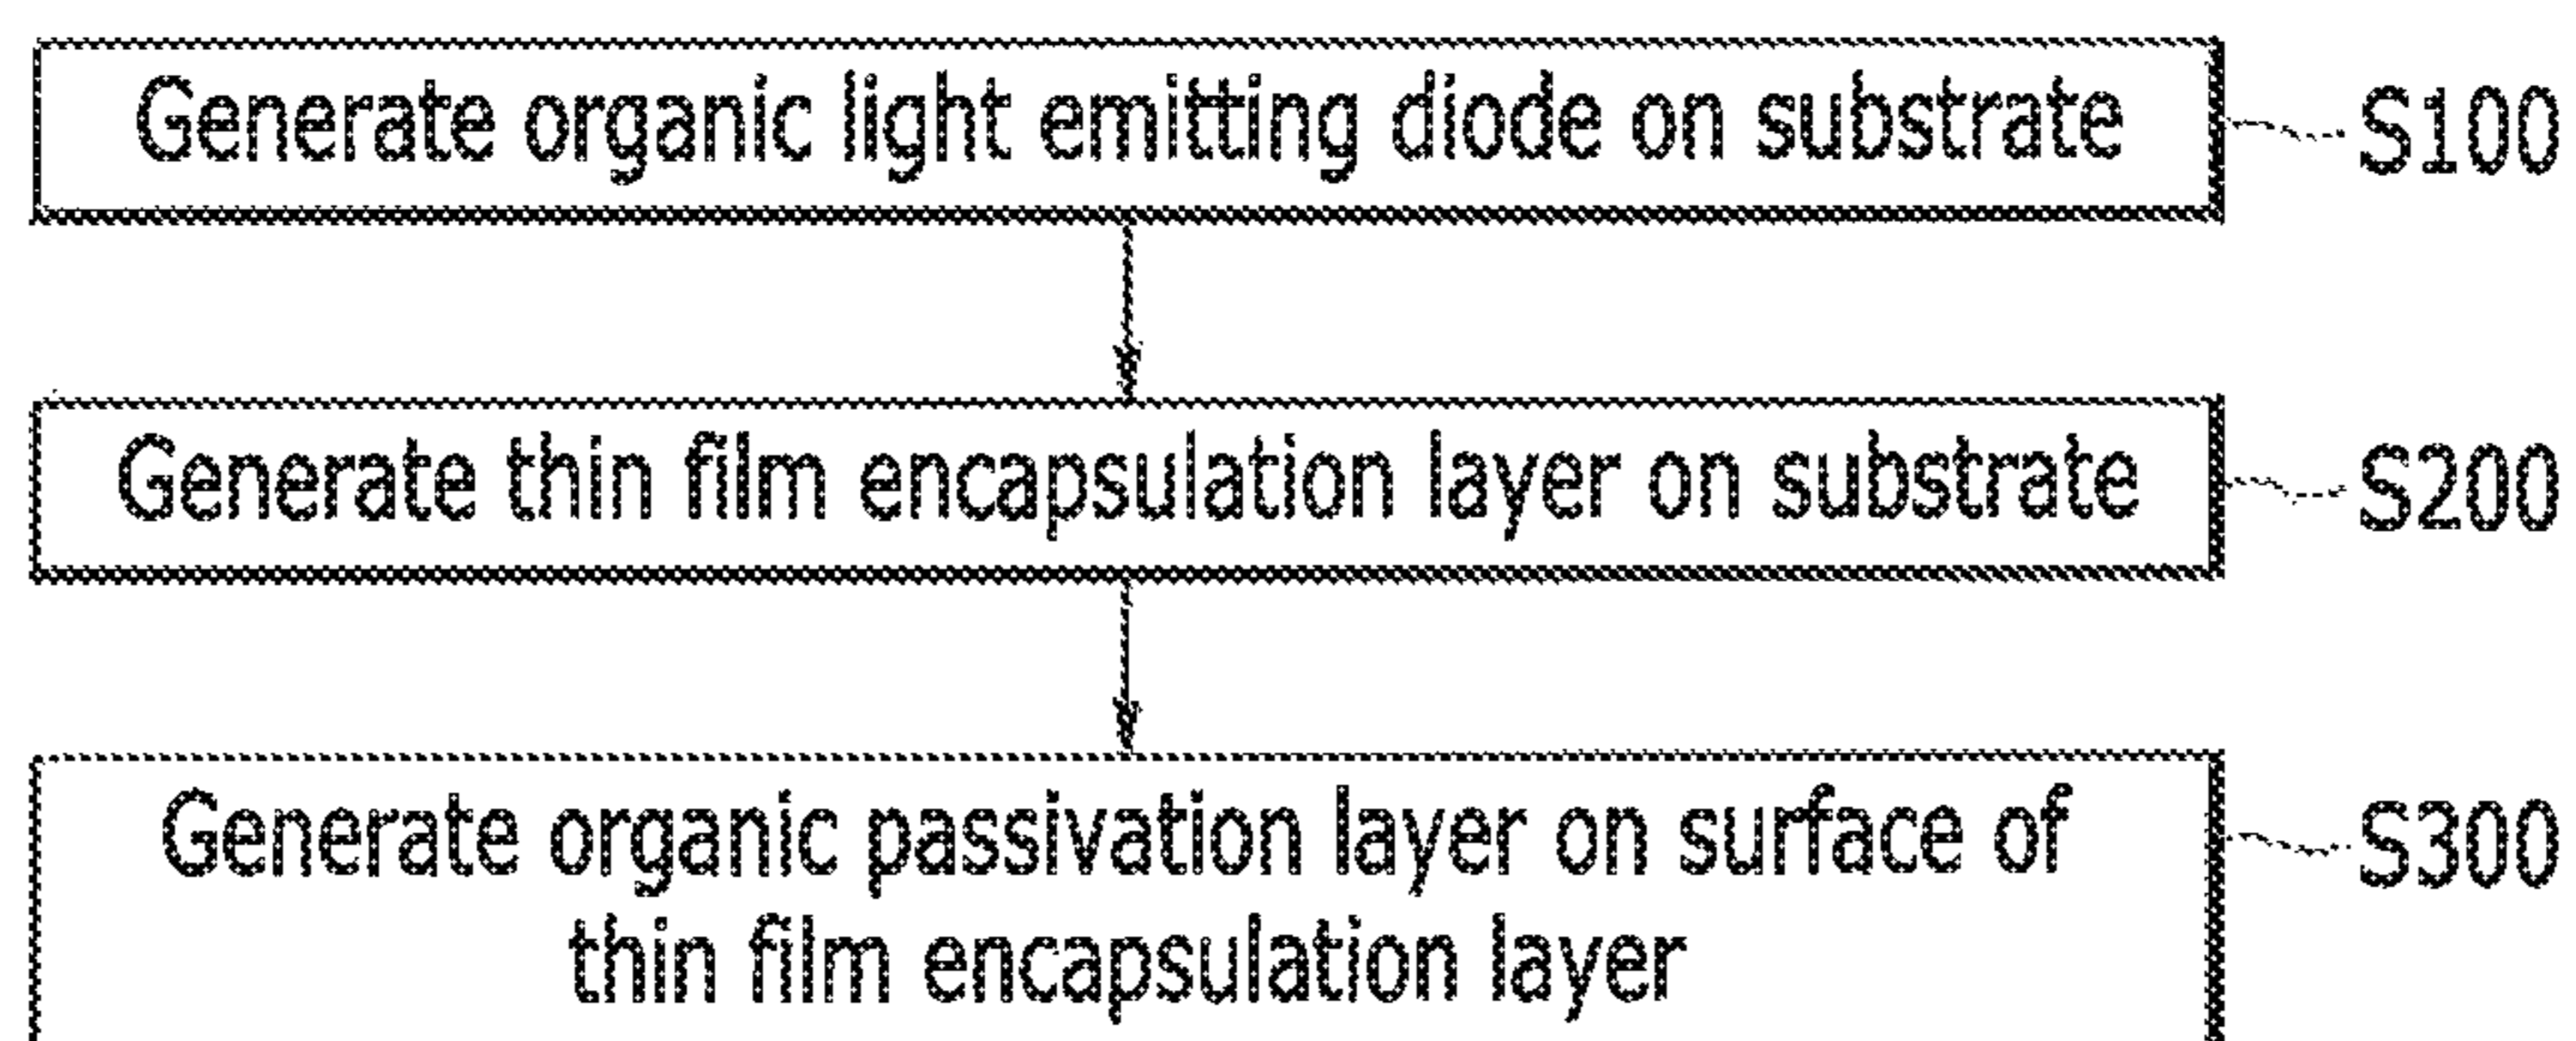 Generate organic light emitting diode on substrate
S100
Generate thin film encapsulation layer on substrate
S200
Generate organic passivation layer on surface of
thin film encapsulation layer
S300